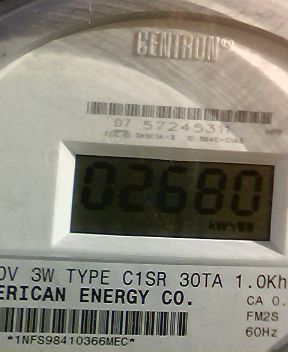 CENTRON®
07 57245311
02680
kWh
0V 3W TYPE C1SR 30TA 1.0Kh
ERICAN ENERGY CO.
CA 0.
FM2S
*1NFS98410366MEC*
60Hz